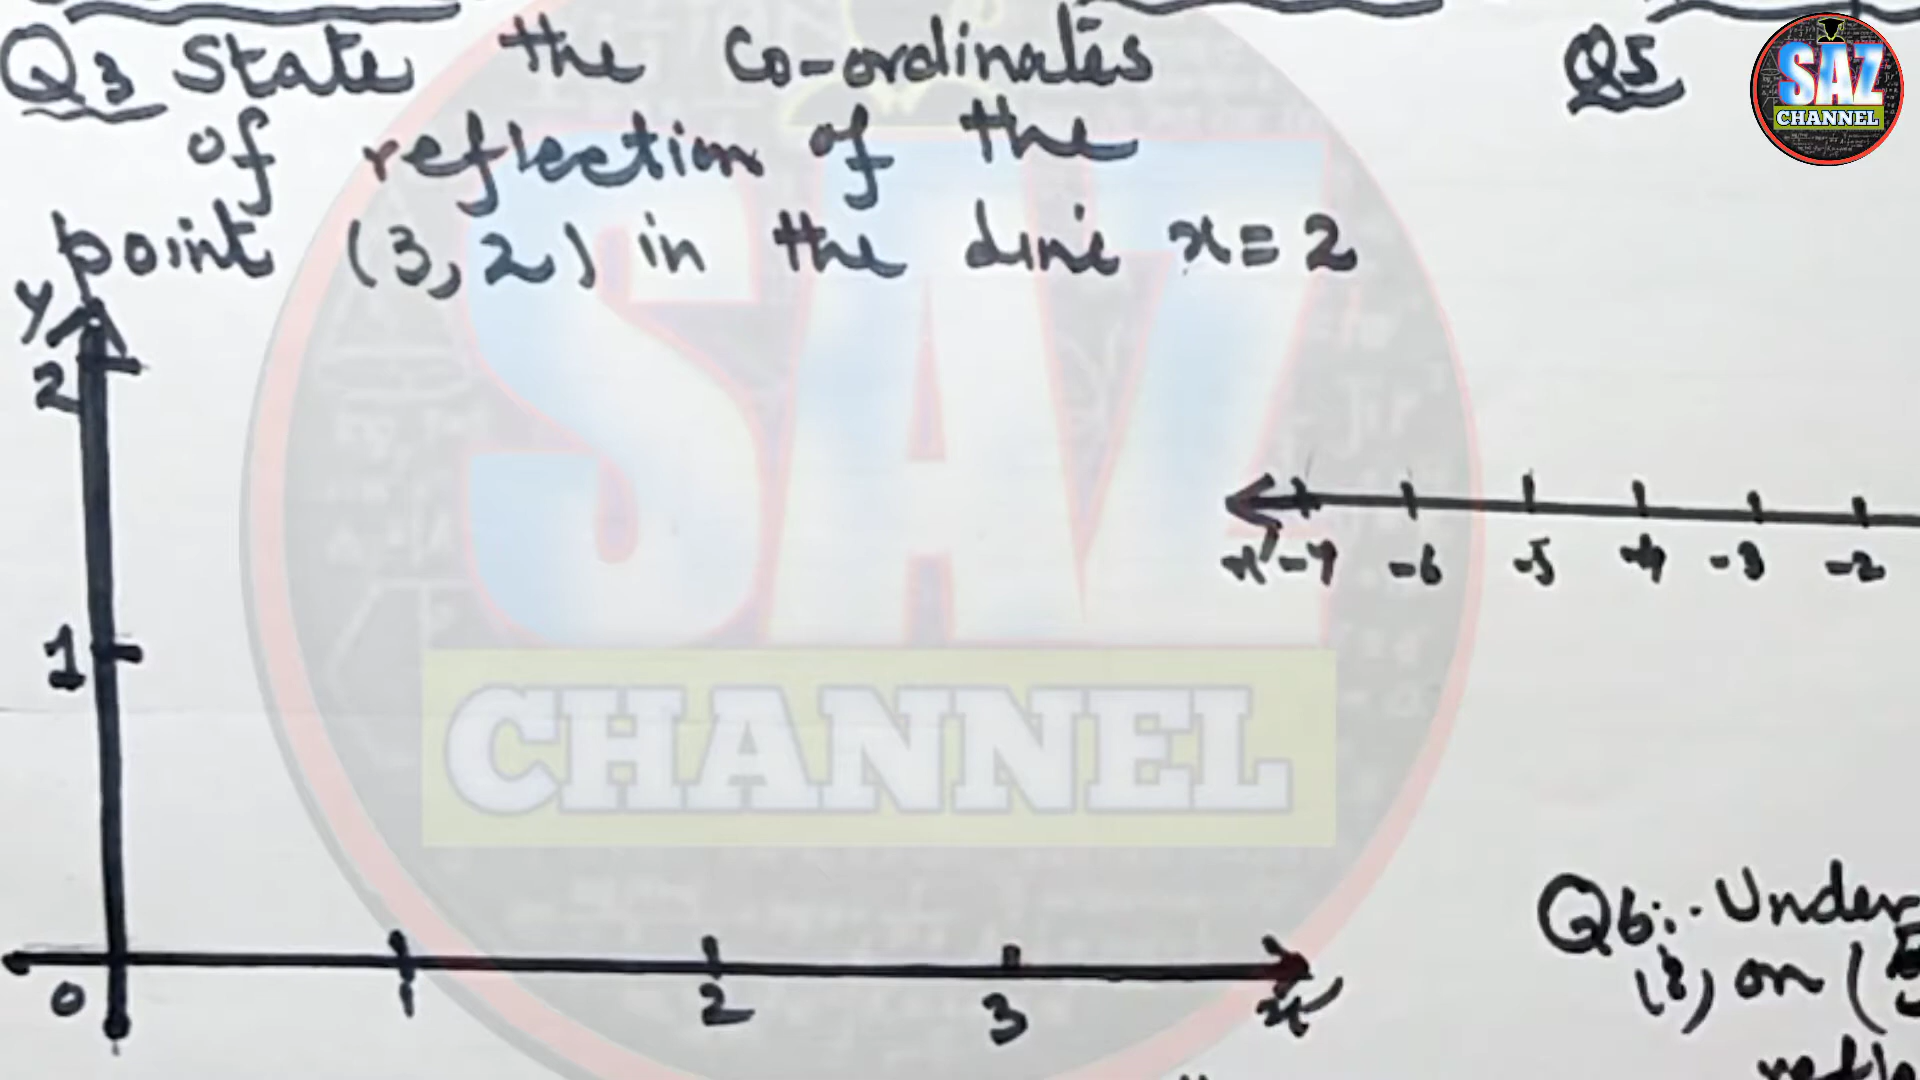 Q3 State the Co-ordinates
of reflection of the
point (3, 2) in the line x = 2
Y
2
1
0 1 2 3 x
Q5
SAZ
CHANNEL
x' -7 -6 -5 -4 -3 -2
SAZ
CHANNEL
Q6:. Under
(i) on (